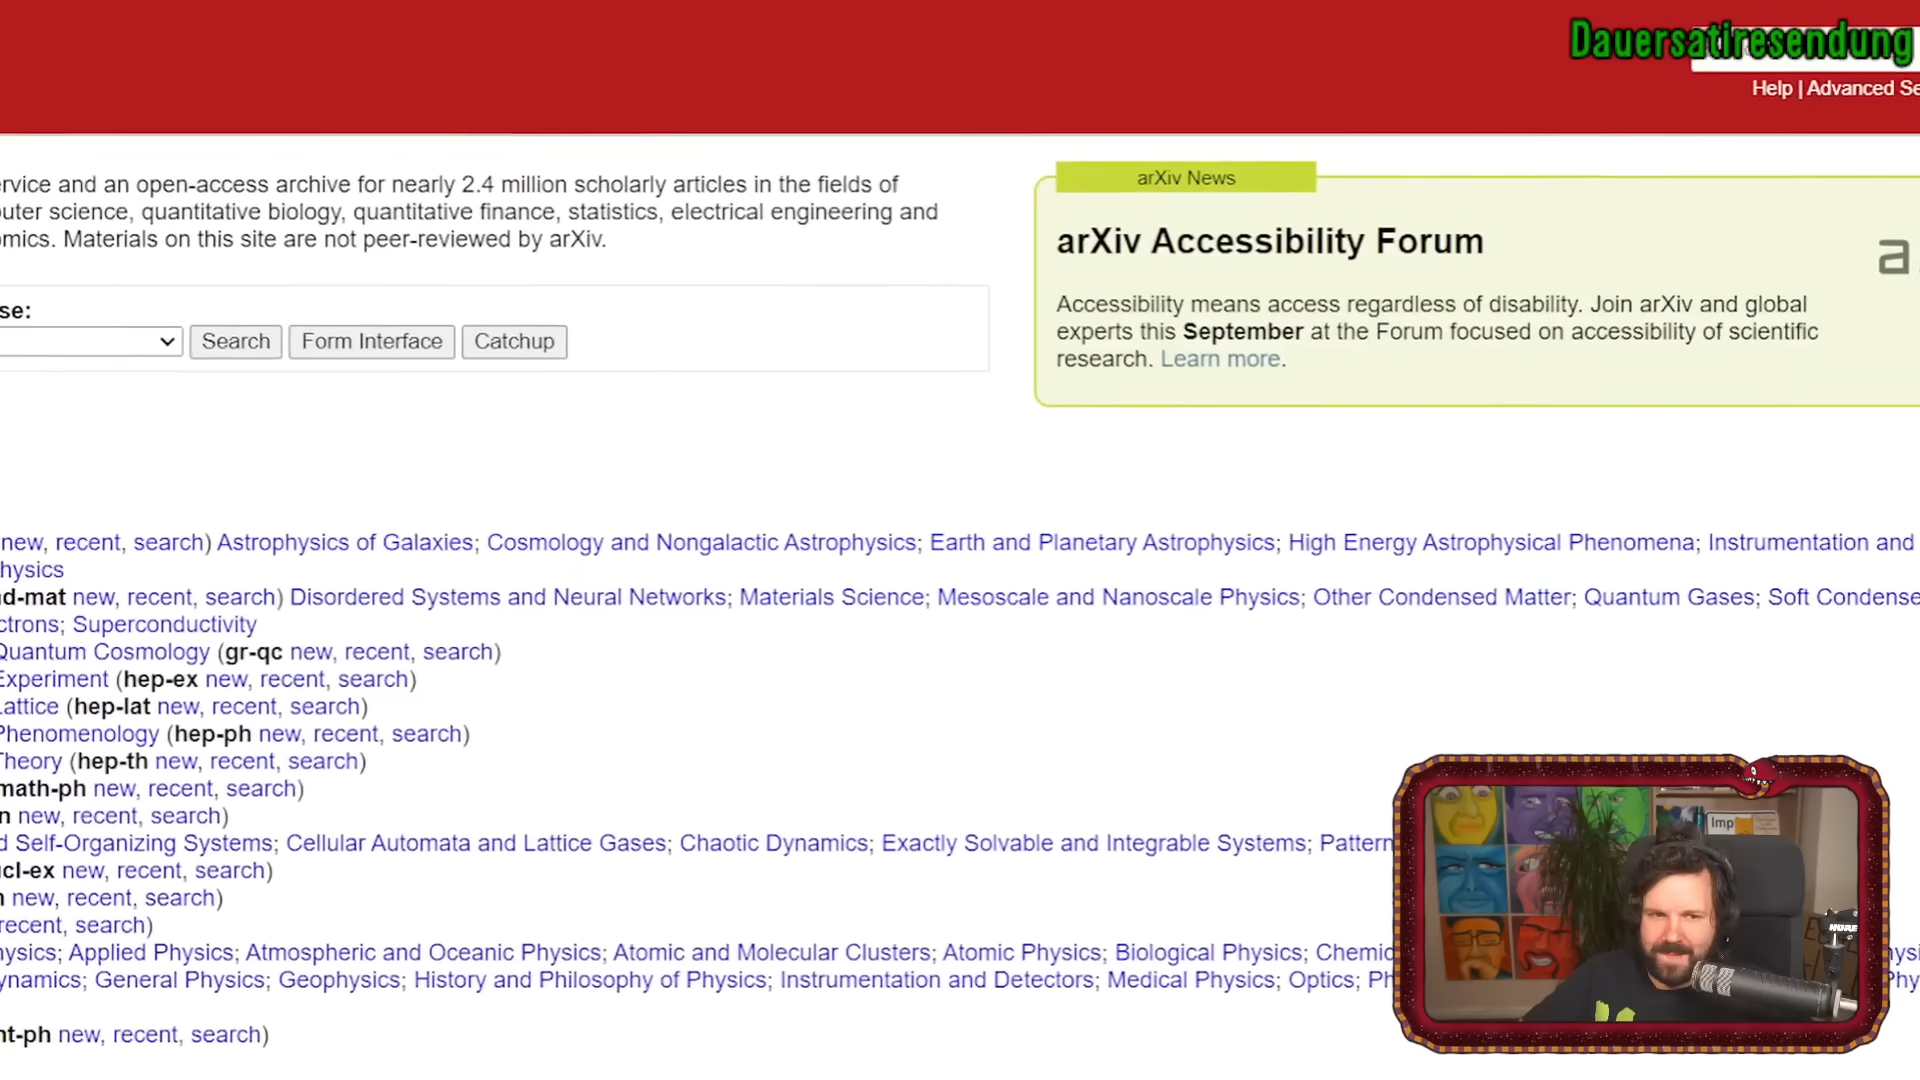 Dauersatiresendung
Help | Advanced Se
rvice and an open-access archive for nearly 2.4 million scholarly articles in the fields of
uter science, quantitative biology, quantitative finance, statistics, electrical engineering and
omics. Materials on this site are not peer-reviewed by arXiv.
se:
Search Form Interface Catchup
arXiv News
arXiv Accessibility Forum
a
Accessibility means access regardless of disability. Join arXiv and global
experts this September at the Forum focused on accessibility of scientific
research. Learn more.
new, recent, search) Astrophysics of Galaxies; Cosmology and Nongalactic Astrophysics; Earth and Planetary Astrophysics; High Energy Astrophysical Phenomena; Instrumentation and
hysics
d-mat new, recent, search) Disordered Systems and Neural Networks; Materials Science; Mesoscale and Nanoscale Physics; Other Condensed Matter; Quantum Gases; Soft Condense
ctrons; Superconductivity
Quantum Cosmology (gr-qc new, recent, search)
Experiment (hep-ex new, recent, search)
Lattice (hep-lat new, recent, search)
Phenomenology (hep-ph new, recent, search)
Theory (hep-th new, recent, search)
math-ph new, recent, search)
n new, recent, search)
d Self-Organizing Systems; Cellular Automata and Lattice Gases; Chaotic Dynamics; Exactly Solvable and Integrable Systems; Pattern
cl-ex new, recent, search)
new, recent, search)
recent, search)
hysics; Applied Physics; Atmospheric and Oceanic Physics; Atomic and Molecular Clusters; Atomic Physics; Biological Physics; Chemic
ynamics; General Physics; Geophysics; History and Philosophy of Physics; Instrumentation and Detectors; Medical Physics; Optics; Ph
nt-ph new, recent, search)
Imp